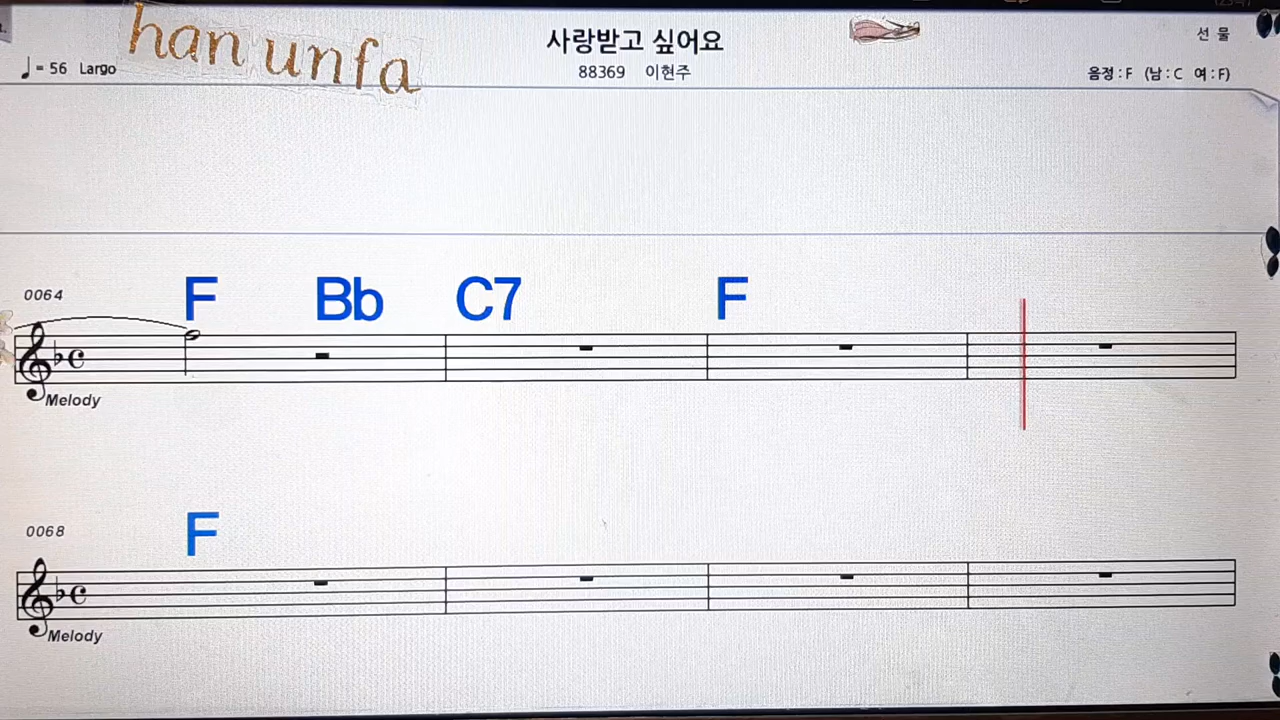 han unfa
사랑받고 싶어요
선 물
♩= 56 Largo
88369 이현주
음정 : F (남 : C 여 : F)
0064
F Bb C7 F
Melody
0068
F
Melody